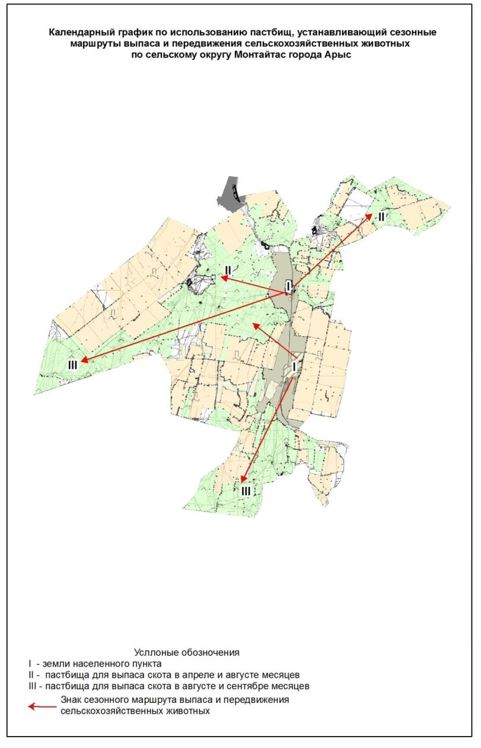 Календарный график по использованию пастбищ, устанавливающий сезонные
маршруты выпаса и передвижения сельскохозяйственных животных
по сельскому округу Монтайтас города Арыс
II
II
I
III
I
III
Усллоные обозначения
I - земли населенного пункта
II - пастбища для выпаса скота в апреле и августе месяцев
III - пастбища для выпаса скота в августе и сентябре месяцев
Знак сезонного маршрута выпаса и передвижения
сельскохозяйственных животных